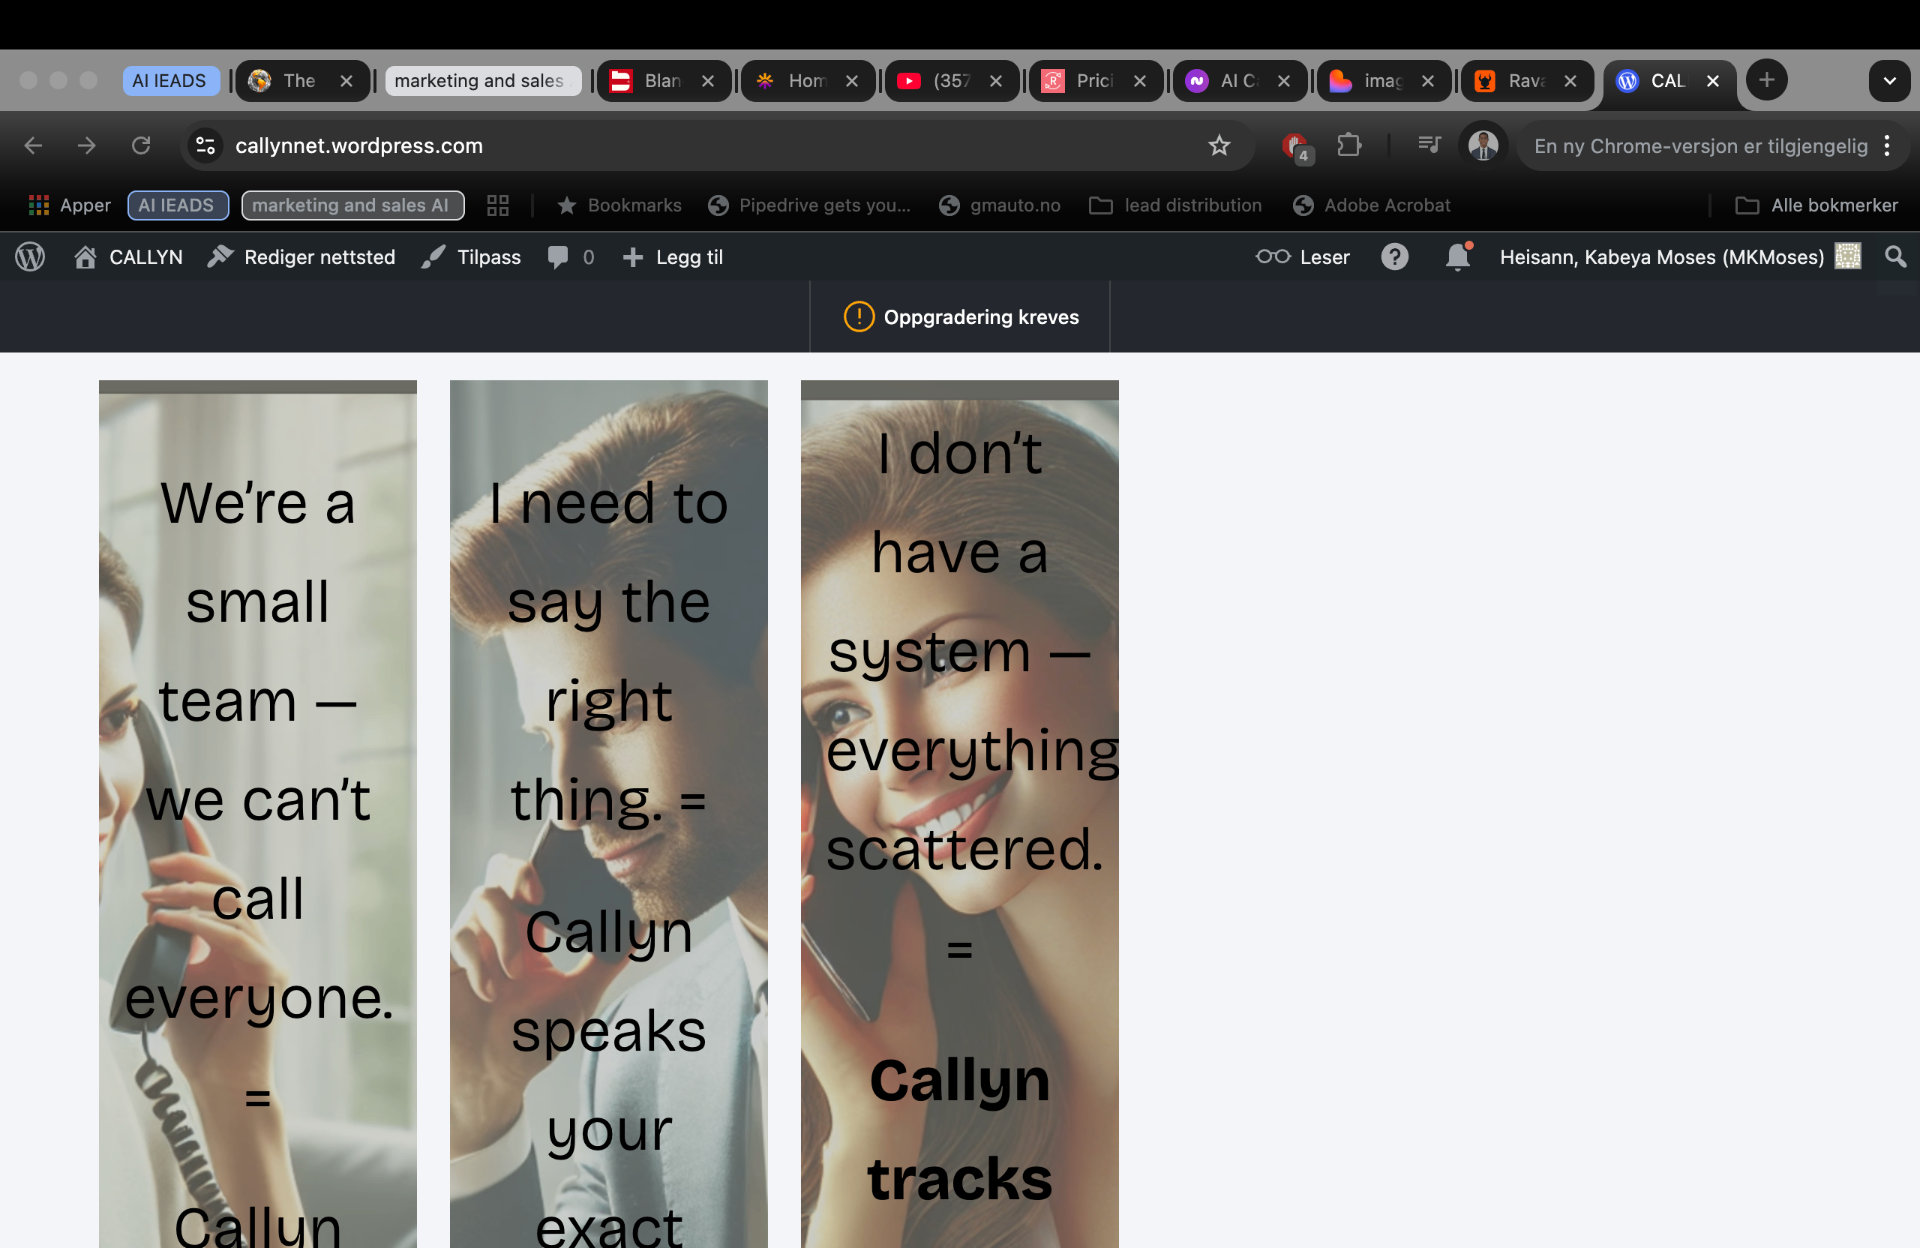 AI IEADS
The
marketing and sales
Blan
Hom
(357
Prici
AI C
imag
Rava
CAL
callynnet.wordpress.com
4
En ny Chrome-versjon er tilgjengelig
Apper
AI IEADS
marketing and sales AI
Bookmarks
Pipedrive gets you...
gmauto.no
lead distribution
Adobe Acrobat
Alle bokmerker
CALLYN
Rediger nettsted
Tilpass
0
Legg til
Leser
Heisann, Kabeya Moses (MKMoses)
Oppgradering kreves
We're a
small
team —
we can't
call
everyone.
=
Callyn
I need to
say the
right
thing. =
Callyn
speaks
your
exact
I don't
have a
system —
everything
scattered.
=
Callyn
tracks